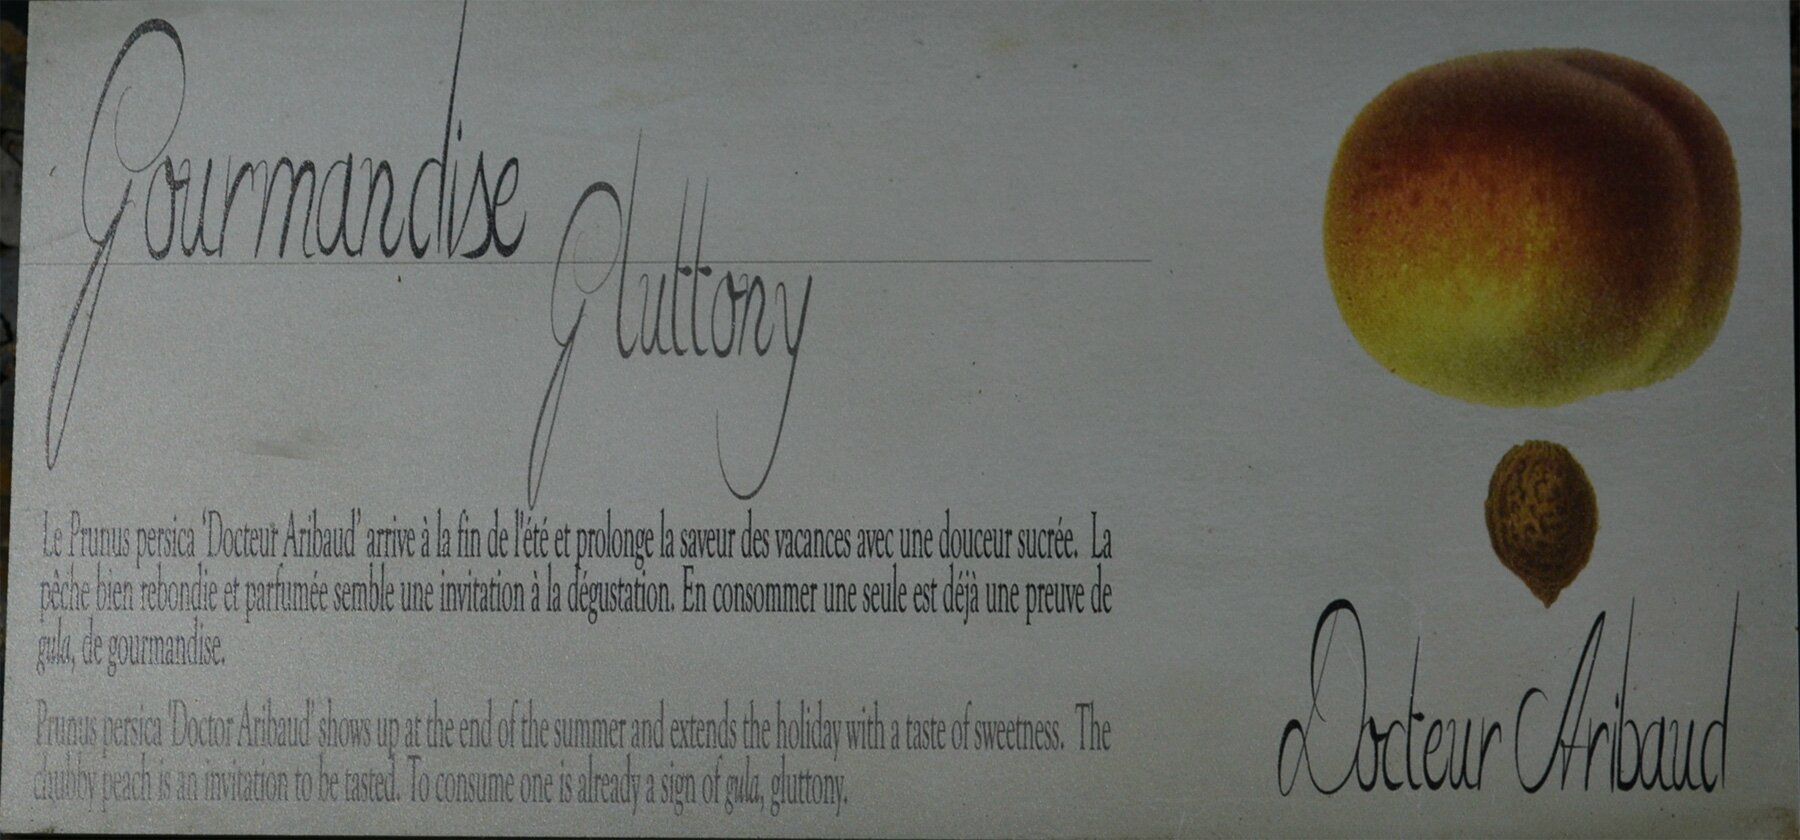 Gourmandise
Gluttony
Le Prunus persica ‘Docteur Aribaud’ arrive à la fin de l'été et prolonge la saveur des vacances avec une douceur sucrée. La
pêche bien rebondie et parfumée semble une invitation à la dégustation. En consommer une seule est déjà une preuve de
gula, de gourmandise.
Prunus persica ‘Doctor Aribaud’ shows up at the end of the summer and extends the holiday with a taste of sweetness. The
chubby peach is an invitation to be tasted. To consume one is already a sign of gula, gluttony.
Docteur Aribaud